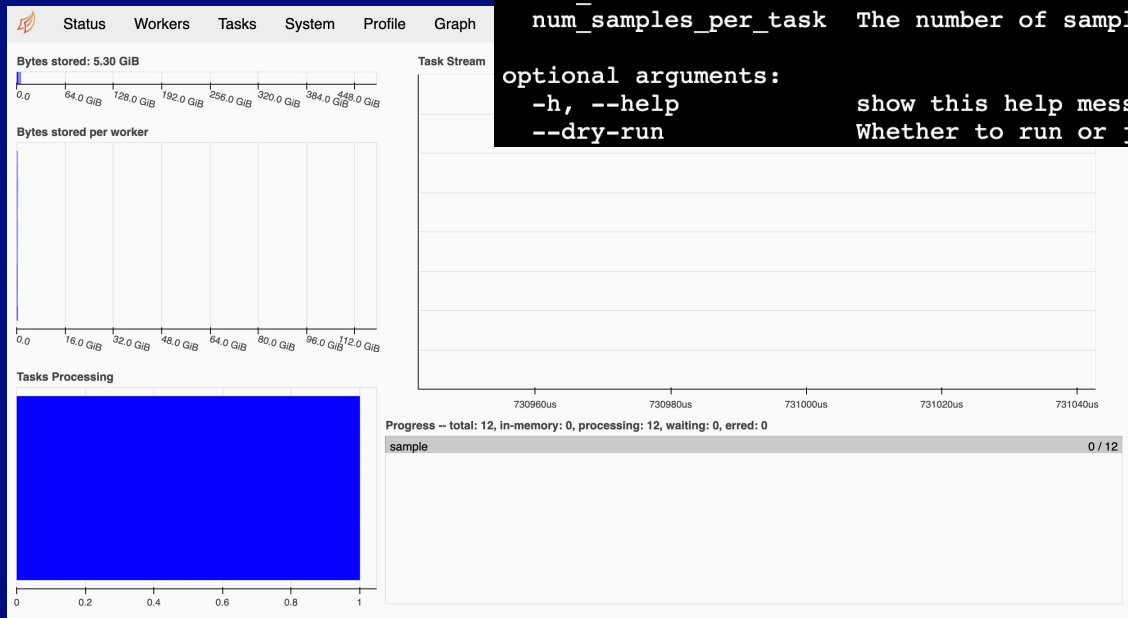 Status Workers Tasks System Profile Graph
num_samples_per_task The number of sampl
optional arguments:
-h, --help show this help mess
--dry-run Whether to run or
Bytes stored: 5.30 GiB
0.0 64.0 GiB 128.0 GiB 192.0 GiB 256.0 GiB 320.0 GiB 384.0 GiB 448.0 GiB
Bytes stored per worker
0.0 16.0 GiB 32.0 GiB 48.0 GiB 64.0 GiB 80.0 GiB 96.0 GiB 112.0 GiB
Tasks Processing
0 0.2 0.4 0.6 0.8 1
Task Stream
730960us 730980us 731000us 731020us 731040us
Progress -- total: 12, in-memory: 0, processing: 12, waiting: 0, erred: 0
sample 0 / 12